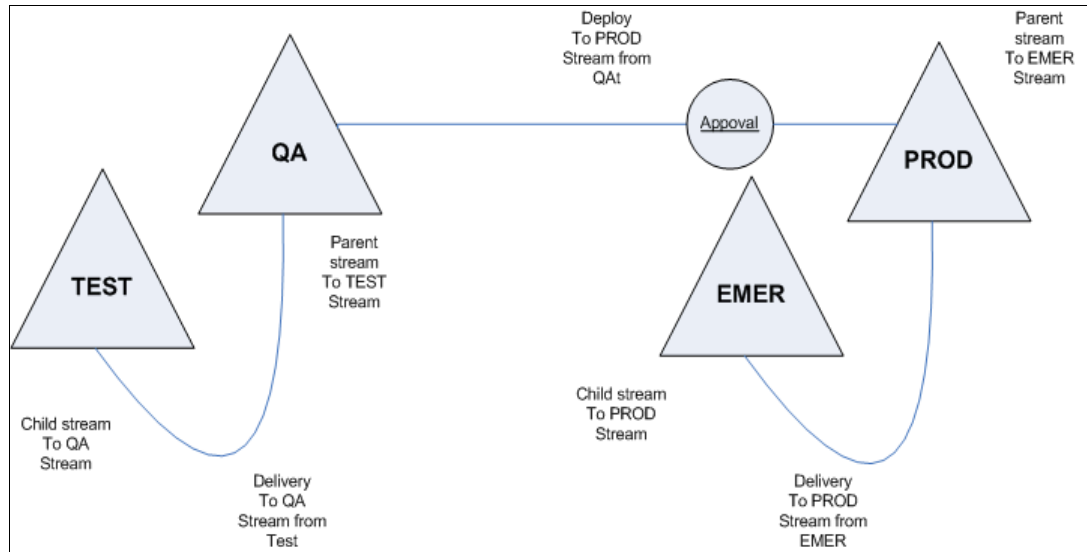 Deploy
To PROD
Stream from
QAt
Parent
stream
To EMER
Stream
Appoval
QA
PROD
Parent
stream
To TEST
Stream
TEST
EMER
Child stream
To QA
Stream
Child stream
To PROD
Stream
Delivery
To QA
Stream from
Test
Delivery
To PROD
Stream from
EMER